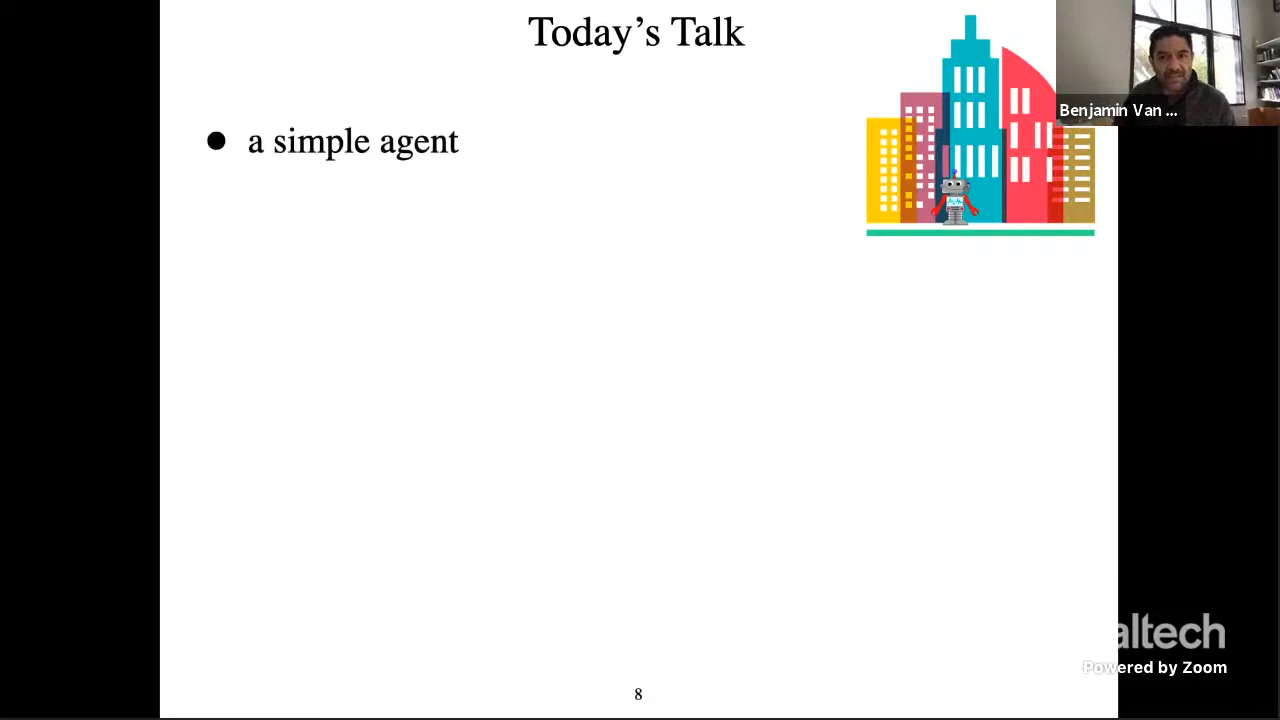 Today's Talk
Benjamin Van ...
● a simple agent
altech
Powered by Zoom
8